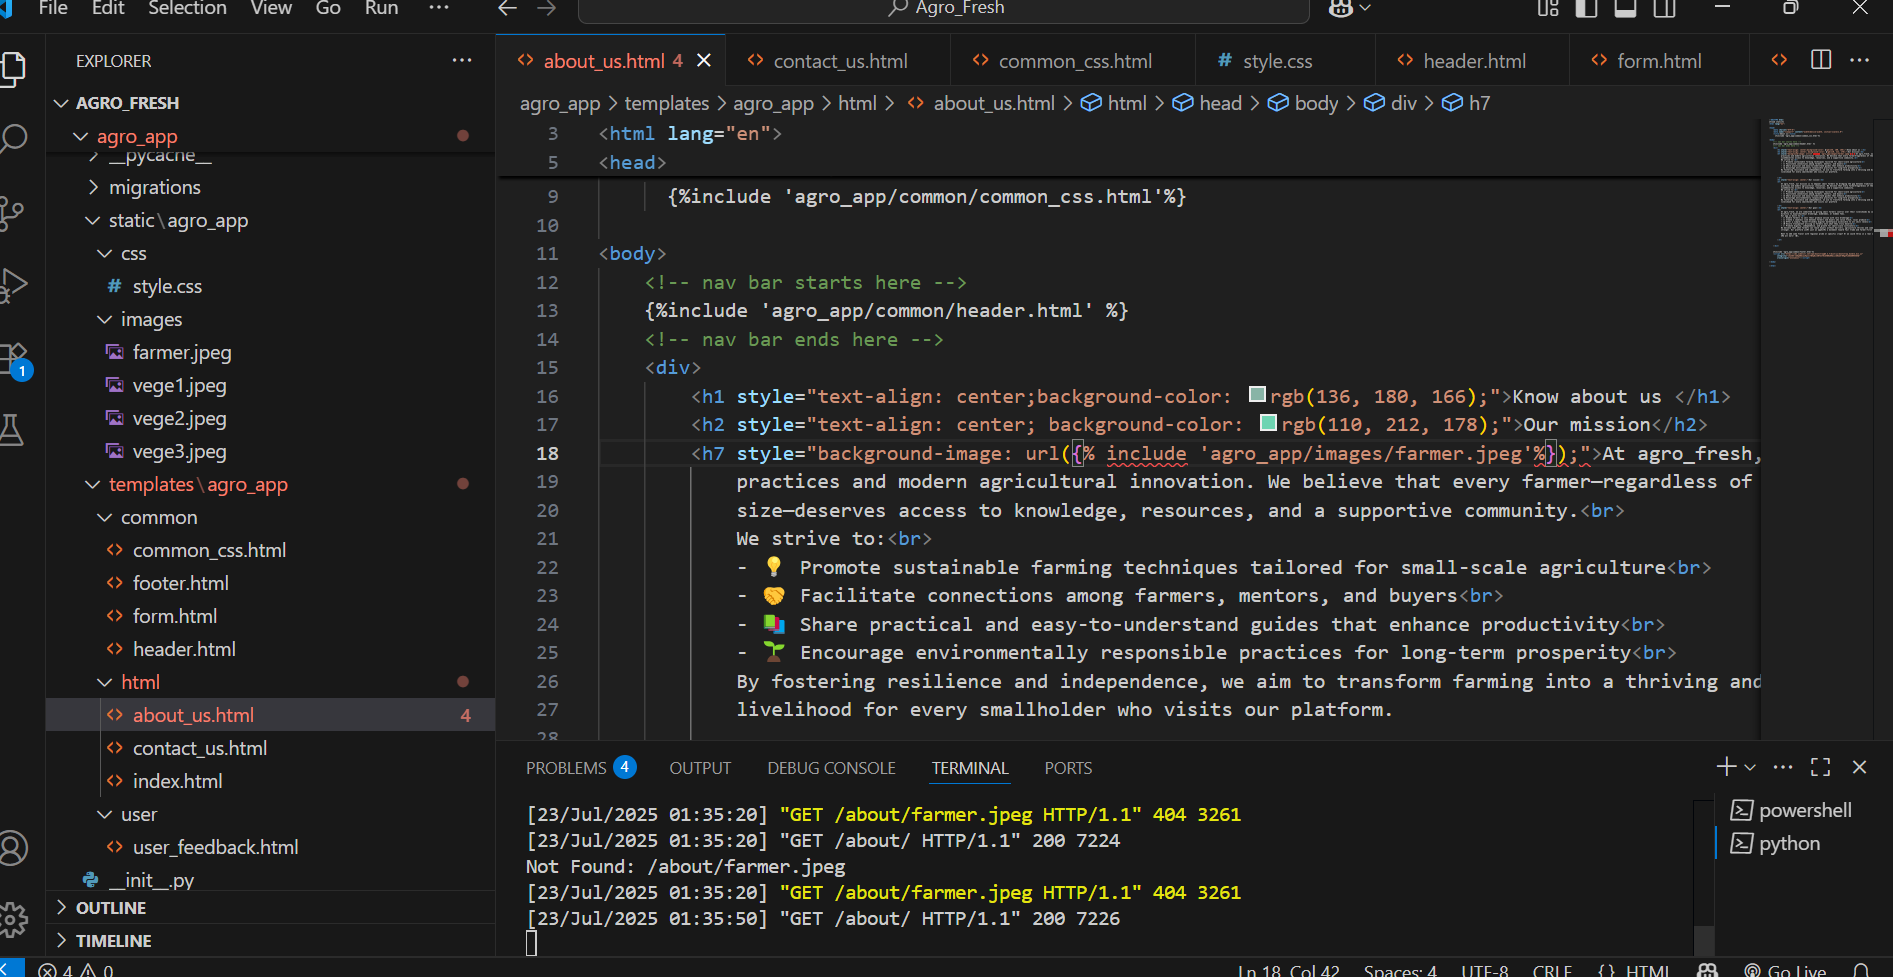 File Edit Selection View Go Run ··· Agro_Fresh
EXPLORER ···
AGRO_FRESH
agro_app
__pycache__
migrations
static\agro_app
css
# style.css
images
farmer.jpeg
vege1.jpeg
vege2.jpeg
vege3.jpeg
templates\agro_app
common
<> common_css.html
<> footer.html
<> form.html
<> header.html
html
<> about_us.html 4
<> contact_us.html
<> index.html
user
<> user_feedback.html
__init__.py
OUTLINE
TIMELINE
1
<> about_us.html 4 <> contact_us.html <> common_css.html # style.css <> header.html <> form.html <> ···
agro_app > templates > agro_app > html > <> about_us.html > html > head > body > div > h7
3 <html lang="en">
5 <head>
9 {%include 'agro_app/common/common_css.html'%}
10
11 <body>
12 <!-- nav bar starts here -->
13 {%include 'agro_app/common/header.html' %}
14 <!-- nav bar ends here -->
15 <div>
16 <h1 style="text-align: center;background-color: rgb(136, 180, 166);">Know about us </h1>
17 <h2 style="text-align: center; background-color: rgb(110, 212, 178);">Our mission</h2>
18 <h7 style="background-image: url({% include 'agro_app/images/farmer.jpeg'%});">At agro_fresh,
19 practices and modern agricultural innovation. We believe that every farmer—regardless of
20 size—deserves access to knowledge, resources, and a supportive community.<br>
21 We strive to:<br>
22 - 💡 Promote sustainable farming techniques tailored for small-scale agriculture<br>
23 - 🤝 Facilitate connections among farmers, mentors, and buyers<br>
24 - 📚 Share practical and easy-to-understand guides that enhance productivity<br>
25 - 🌱 Encourage environmentally responsible practices for long-term prosperity<br>
26 By fostering resilience and independence, we aim to transform farming into a thriving and
27 livelihood for every smallholder who visits our platform.
28
PROBLEMS 4 OUTPUT DEBUG CONSOLE TERMINAL PORTS
[23/Jul/2025 01:35:20] "GET /about/farmer.jpeg HTTP/1.1" 404 3261
[23/Jul/2025 01:35:20] "GET /about/ HTTP/1.1" 200 7224
Not Found: /about/farmer.jpeg
[23/Jul/2025 01:35:20] "GET /about/farmer.jpeg HTTP/1.1" 404 3261
[23/Jul/2025 01:35:50] "GET /about/ HTTP/1.1" 200 7226
powershell
python
4 0 Ln 18, Col 42 Spaces: 4 UTF-8 CRLF {} HTML Go Live